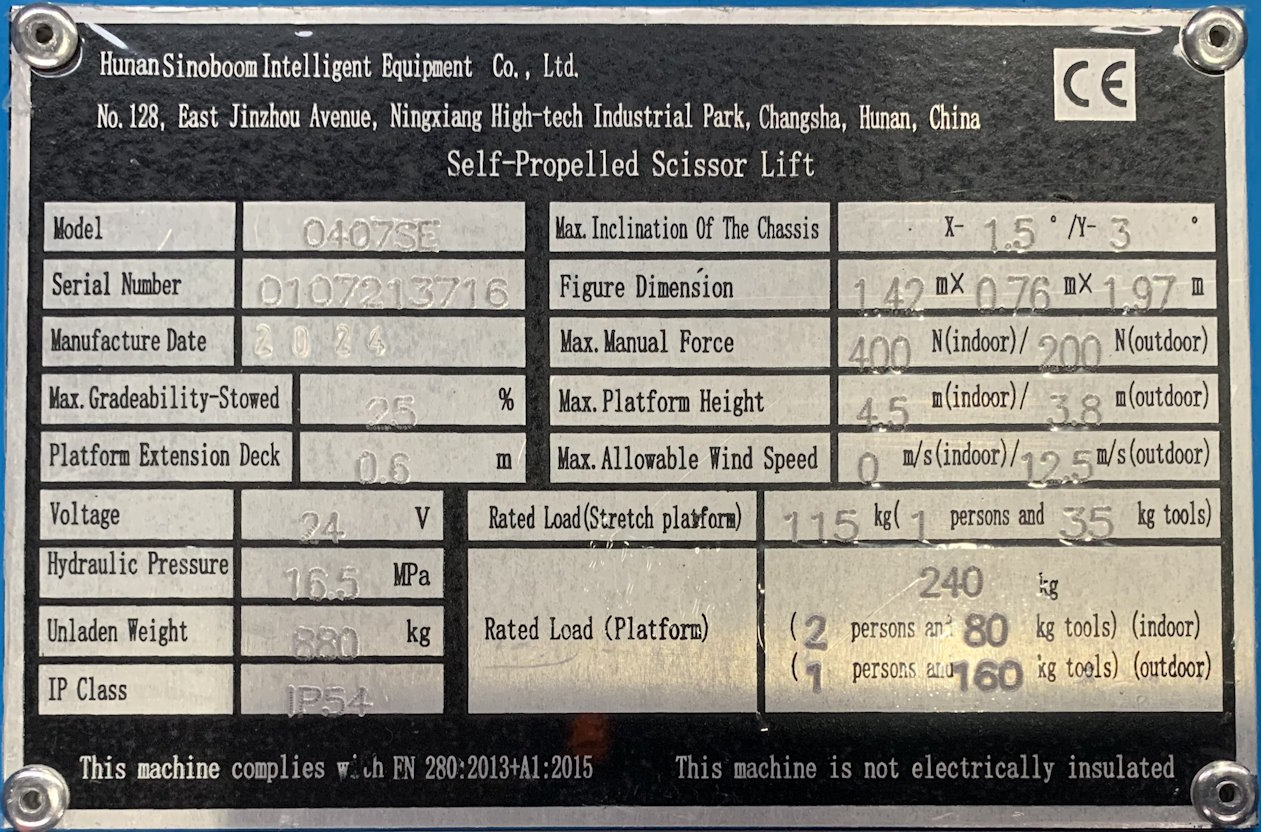 Hunan Sinoboom Intelligent Equipment Co., Ltd.
CE
No. 128, East Jinzhou Avenue, Ningxiang High-tech Industrial Park, Changsha, Hunan, China
Self-Propelled Scissor Lift
Model 0407SE
Serial Number 0107213716
Manufacture Date 2024
Max. Gradeability-Stowed 25 %
Platform Extension Deck 0.6 m
Max. Inclination Of The Chassis X- 1.5 ° /Y- 3 °
Figure Dimension 1.42 mX 0.76 mX 1.97 m
Max. Manual Force 400 N(indoor)/ 200 N(outdoor)
Max. Platform Height 4.5 m(indoor)/ 3.8 m(outdoor)
Max. Allowable Wind Speed 0 m/s(indoor)/ 12.5 m/s(outdoor)
Voltage 24 V
Hydraulic Pressure 16.5 MPa
Unladen Weight 880 kg
IP Class IP54
Rated Load(Stretch platform) 115 kg( 1 persons and 35 kg tools)
Rated Load (Platform) 240 kg
( 2 persons and 80 kg tools) (indoor)
( 1 persons and 160 kg tools) (outdoor)
This machine complies with EN 280:2013+A1:2015
This machine is not electrically insulated